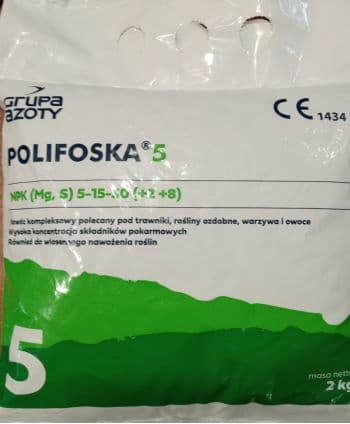 GRUPA
AZOTY
CE 1434
POLIFOSKA®5
NPK (Mg, S) 5-15-30 (+2 +8)
Nawóz kompleksowy polecany pod trawniki, rośliny ozdobne, warzywa i owoce
Wysoka koncentracja składników pokarmowych
Również do wiosennego nawożenia roślin
5
masa netto
2 kg